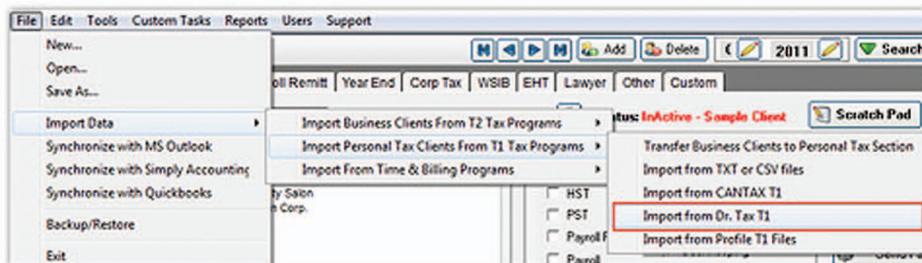 File Edit Tools Custom Tasks Reports Users Support
New...
Open...
Save As...
Import Data
Synchronize with MS Outlook
Synchronize with Simply Accounting
Synchronize with Quickbooks
Backup/Restore
Exit
Add Delete 2011 Search
oll Remitt Year End Corp Tax WSIB EHT Lawyer Other Custom
tus: InActive - Sample Client Scratch Pad
Import Business Clients From T2 Tax Programs
Import Personal Tax Clients From T1 Tax Programs
Import From Time & Billing Programs
Transfer Business Clients to Personal Tax Section
Import from TXT or CSV files
Import from CANTAX T1
Import from Dr. Tax T1
Import from Profile T1 Files
ty Salon
n Corp.
HST
PST
Payroll R
Payroll